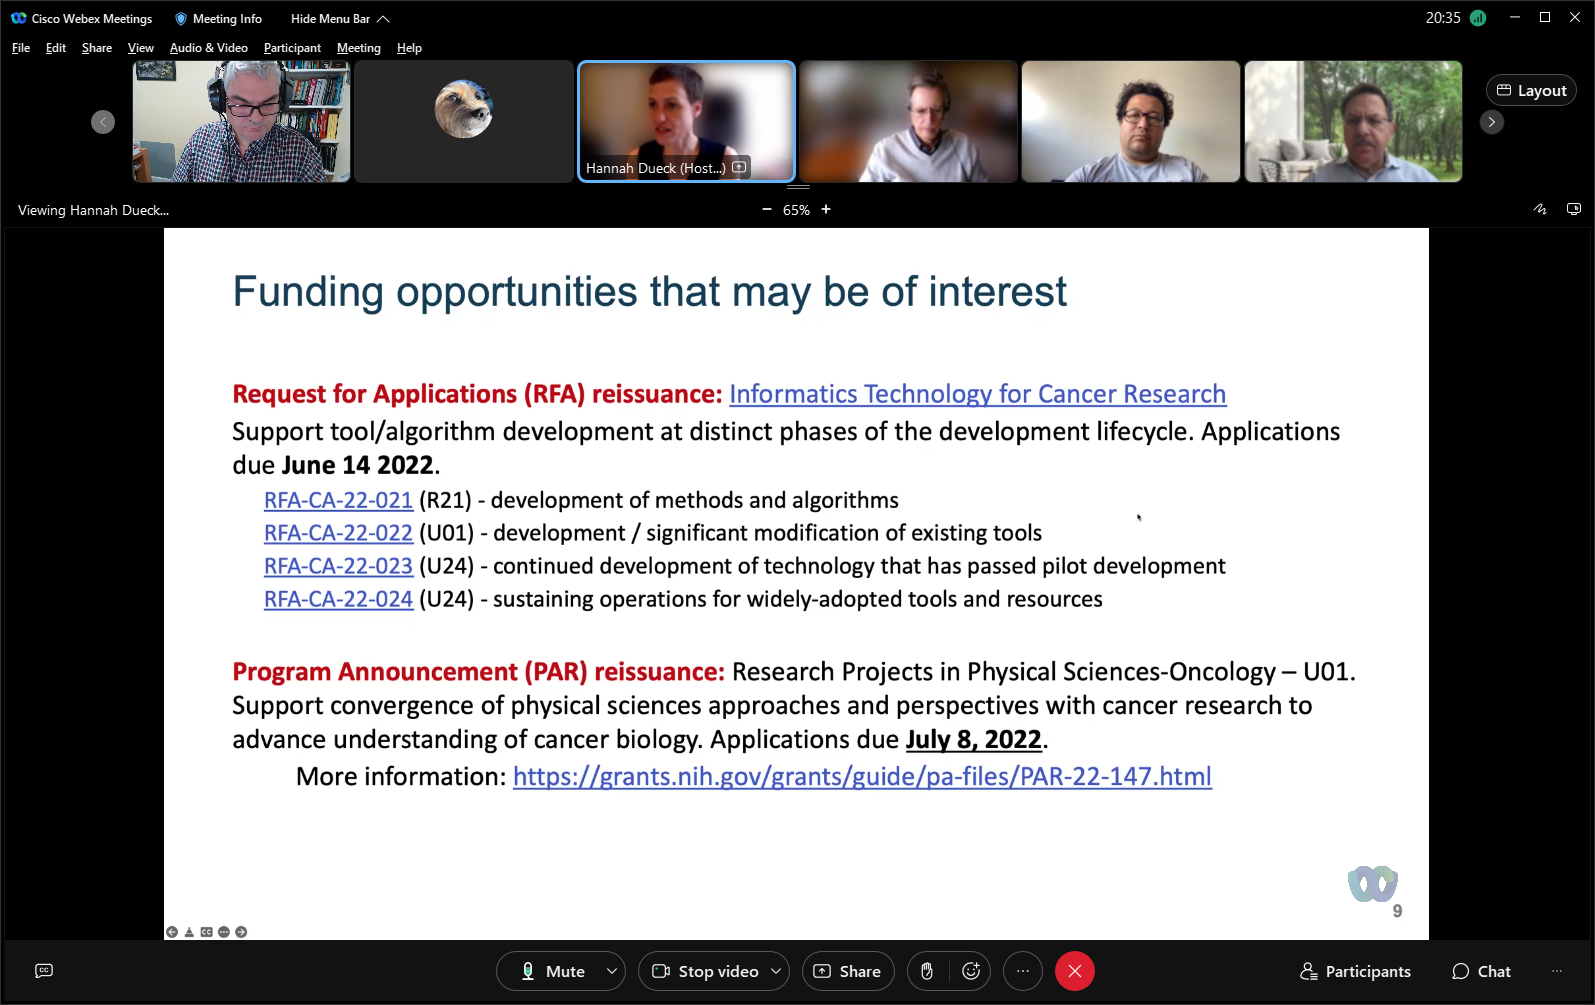 Cisco Webex Meetings Meeting Info Hide Menu Bar 20:35
File Edit Share View Audio & Video Participant Meeting Help
Layout
Hannah Dueck (Host...)
Viewing Hannah Dueck... − 65% +
Funding opportunities that may be of interest
Request for Applications (RFA) reissuance: Informatics Technology for Cancer Research
Support tool/algorithm development at distinct phases of the development lifecycle. Applications
due June 14 2022.
RFA-CA-22-021 (R21) - development of methods and algorithms
RFA-CA-22-022 (U01) - development / significant modification of existing tools
RFA-CA-22-023 (U24) - continued development of technology that has passed pilot development
RFA-CA-22-024 (U24) - sustaining operations for widely-adopted tools and resources
Program Announcement (PAR) reissuance: Research Projects in Physical Sciences-Oncology – U01.
Support convergence of physical sciences approaches and perspectives with cancer research to
advance understanding of cancer biology. Applications due July 8, 2022.
More information: https://grants.nih.gov/grants/guide/pa-files/PAR-22-147.html
9
CC
CC Mute Stop video Share ... Participants Chat ...